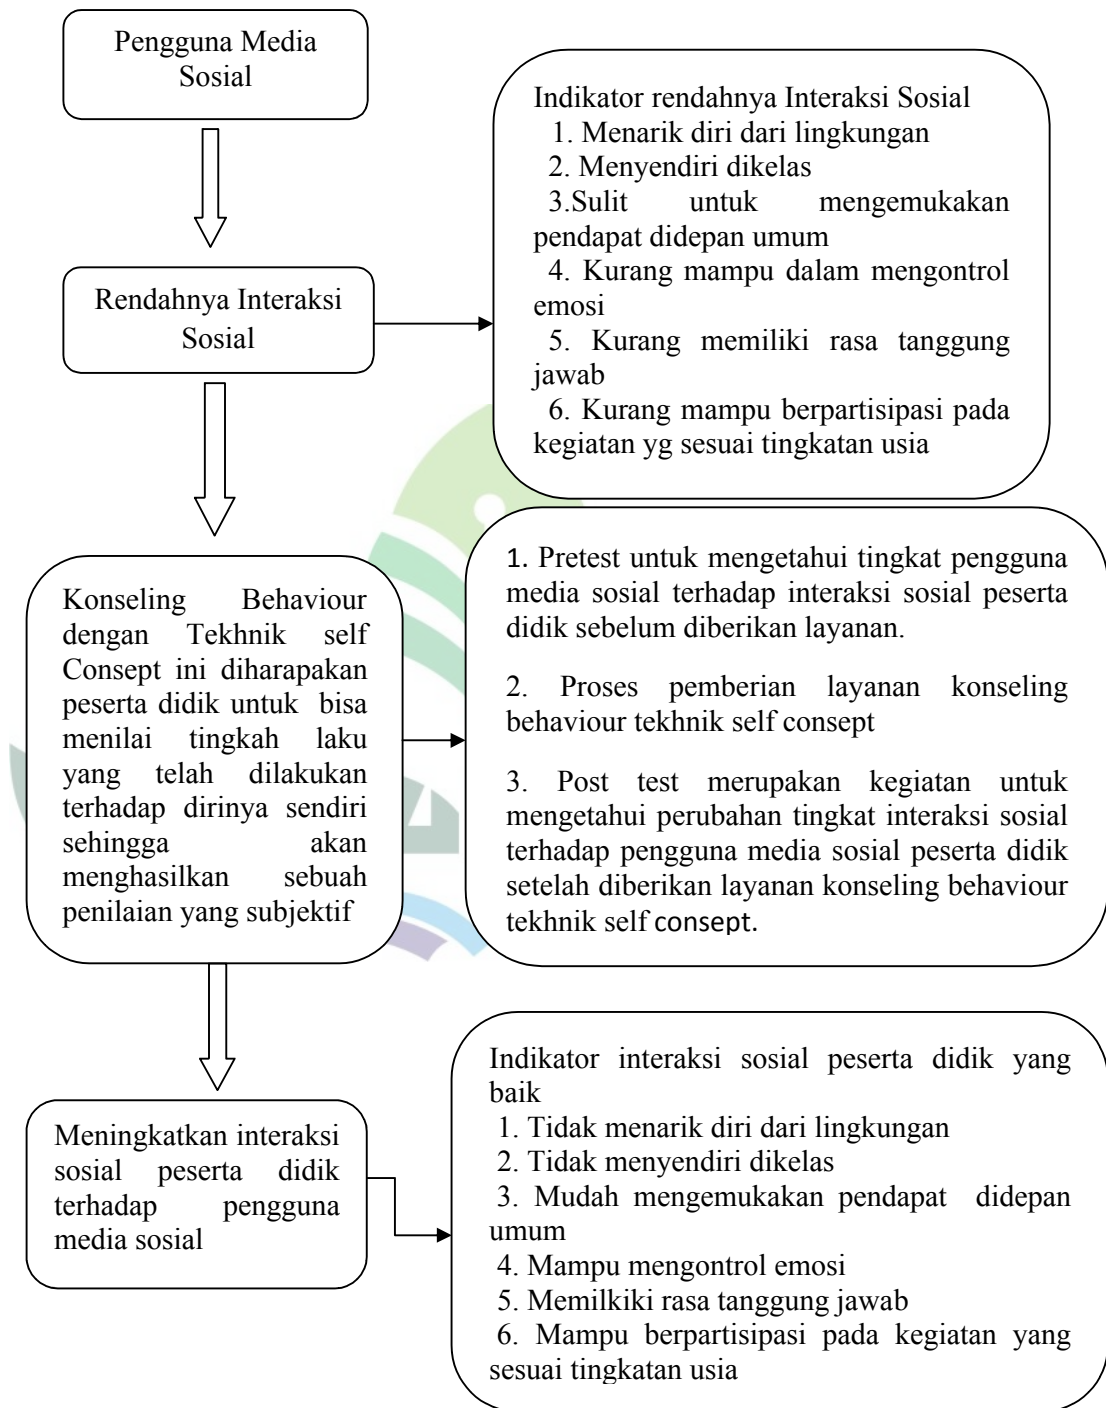 Pengguna Media
Sosial
Indikator rendahnya Interaksi Sosial
1. Menarik diri dari lingkungan
2. Menyendiri dikelas
3.Sulit untuk mengemukakan
pendapat didepan umum
4. Kurang mampu dalam mengontrol
emosi
5. Kurang memiliki rasa tanggung
jawab
6. Kurang mampu berpartisipasi pada
kegiatan yg sesuai tingkatan usia
Rendahnya Interaksi
Sosial
Konseling Behaviour
dengan Tekhnik self
Consept ini diharapakan
peserta didik untuk bisa
menilai tingkah laku
yang telah dilakukan
terhadap dirinya sendiri
sehingga akan
menghasilkan sebuah
penilaian yang subjektif
1. Pretest untuk mengetahui tingkat pengguna
media sosial terhadap interaksi sosial peserta
didik sebelum diberikan layanan.
2. Proses pemberian layanan konseling
behaviour tekhnik self consept
3. Post test merupakan kegiatan untuk
mengetahui perubahan tingkat interaksi sosial
terhadap pengguna media sosial peserta didik
setelah diberikan layanan konseling behaviour
tekhnik self consept.
Meningkatkan interaksi
sosial peserta didik
terhadap pengguna
media sosial
Indikator interaksi sosial peserta didik yang
baik
1. Tidak menarik diri dari lingkungan
2. Tidak menyendiri dikelas
3. Mudah mengemukakan pendapat didepan
umum
4. Mampu mengontrol emosi
5. Memilkiki rasa tanggung jawab
6. Mampu berpartisipasi pada kegiatan yang
sesuai tingkatan usia